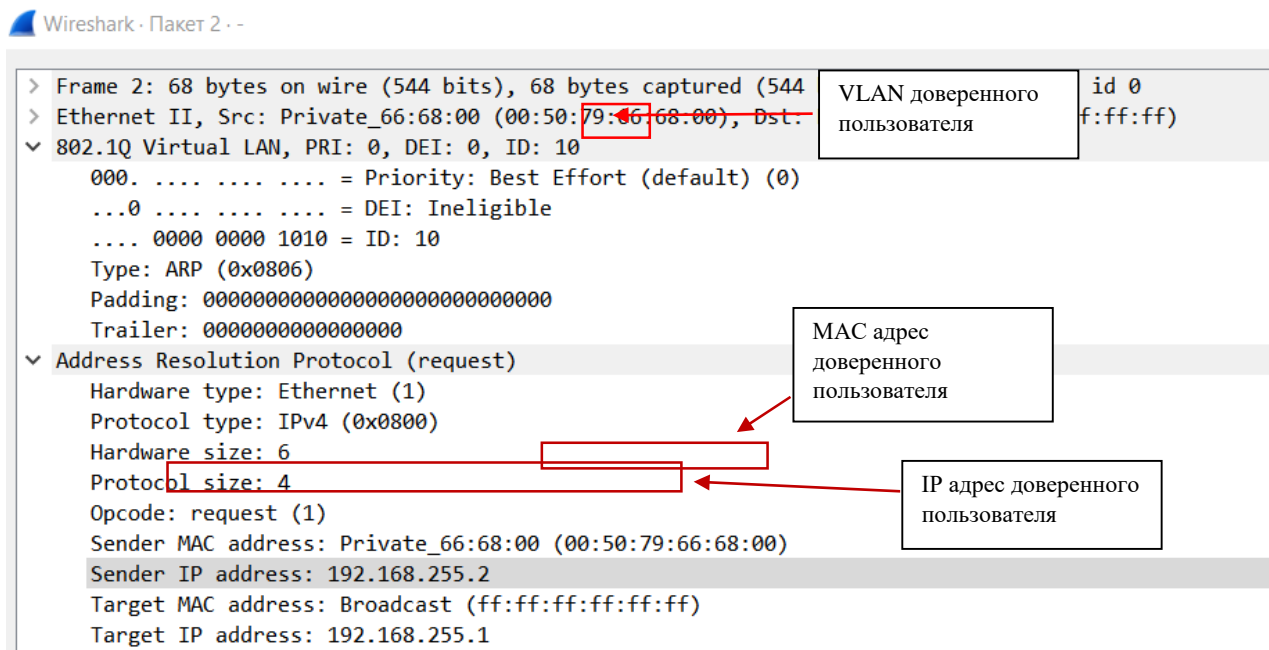 Wireshark · Пакет 2 · -
Frame 2: 68 bytes on wire (544 bits), 68 bytes captured (544 id 0
VLAN доверенного
пользователя
Ethernet II, Src: Private_66:68:00 (00:50:79:66:68:00), Dst: f:ff:ff)
802.1Q Virtual LAN, PRI: 0, DEI: 0, ID: 10
000. .... .... .... = Priority: Best Effort (default) (0)
...0 .... .... .... = DEI: Ineligible
.... 0000 0000 1010 = ID: 10
Type: ARP (0x0806)
Padding: 0000000000000000000000000000
Trailer: 0000000000000000
MAC адрес
доверенного
пользователя
Address Resolution Protocol (request)
Hardware type: Ethernet (1)
Protocol type: IPv4 (0x0800)
Hardware size: 6
Protocol size: 4
IP адрес доверенного
пользователя
Opcode: request (1)
Sender MAC address: Private_66:68:00 (00:50:79:66:68:00)
Sender IP address: 192.168.255.2
Target MAC address: Broadcast (ff:ff:ff:ff:ff:ff)
Target IP address: 192.168.255.1